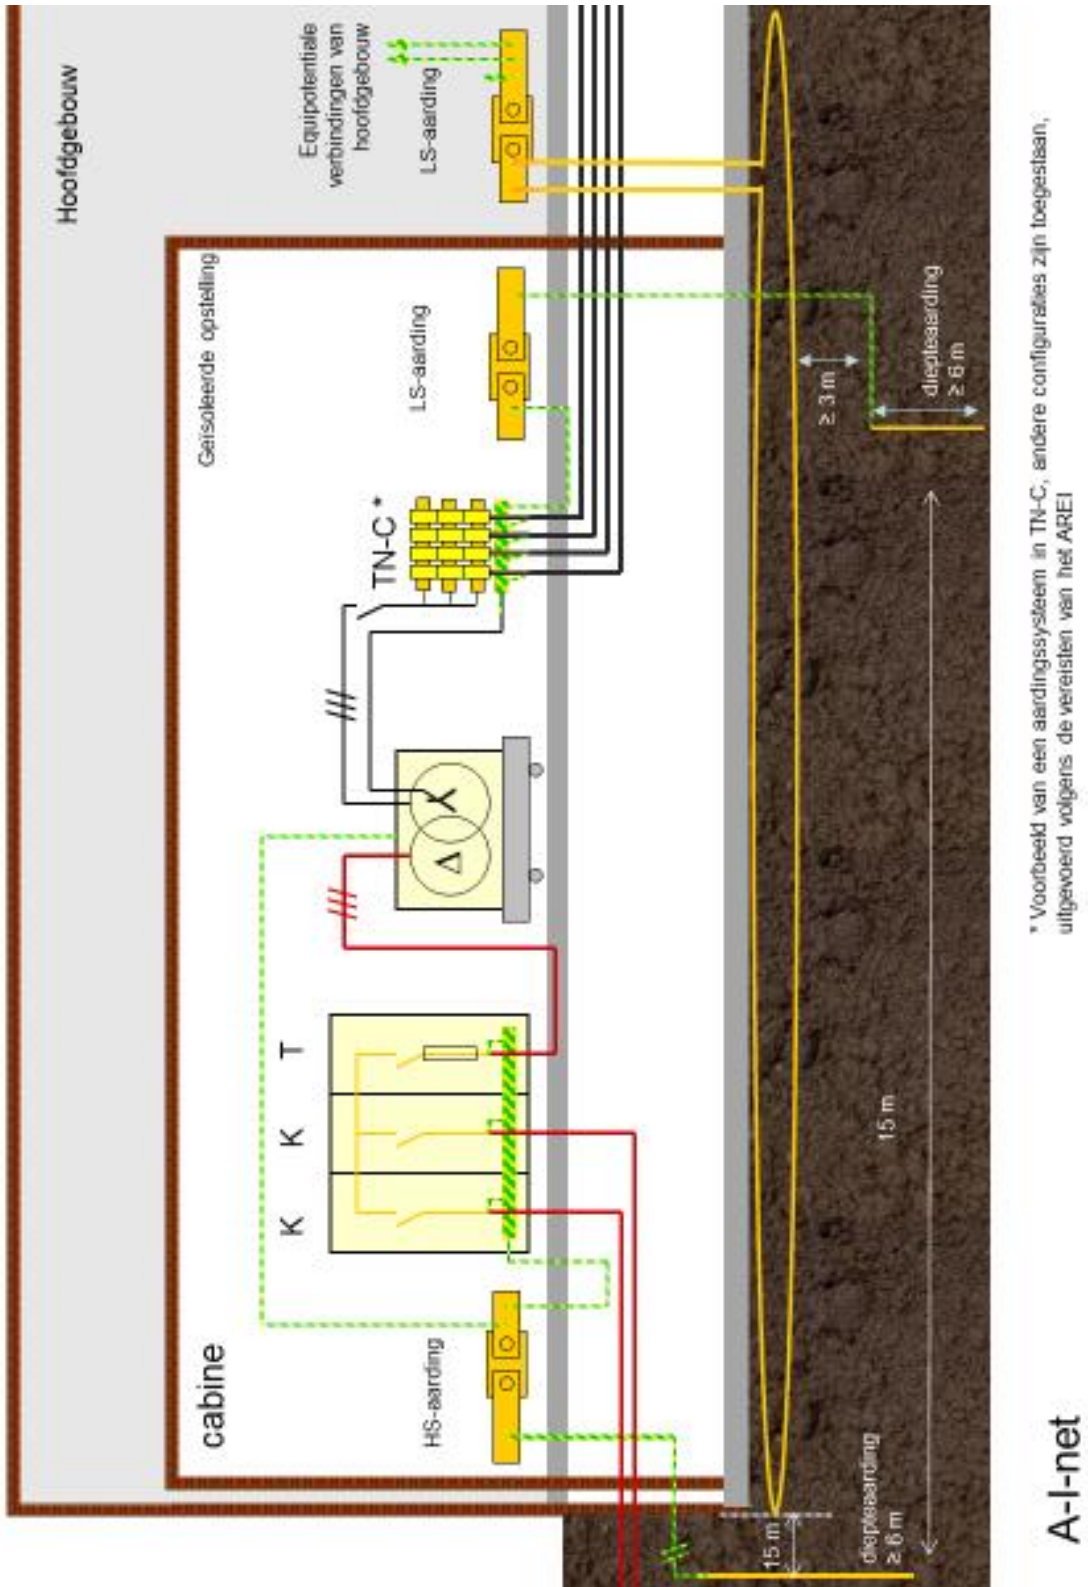 Hoofdgebouw
Equipotentiale
verbindingen van
hoofdgebouw
LS-aarding
Geïsoleerde opstelling
cabine
K
K
T
TN-C *
LS-aarding
HS-aarding
15 m
diepteaarding
≥ 6 m
15 m
≥ 3 m
diepteaarding
≥ 6 m
A-I-net
* Voorbeeld van een aardingssysteem in TN-C, andere configuraties zijn toegestaan,
uitgevoerd volgens de vereisten van het AREI